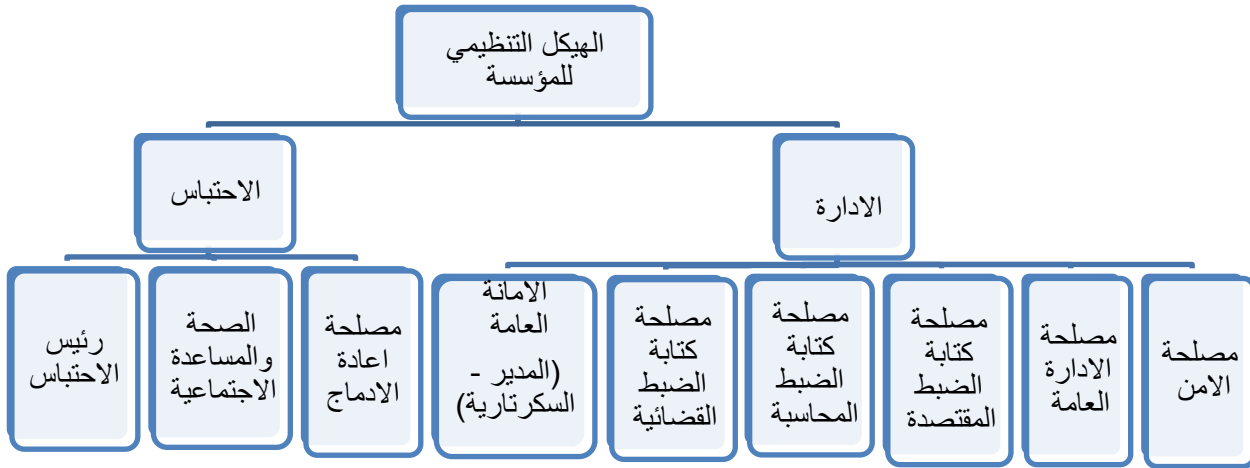 الهيكل التنظيمي
للمؤسسة
الادارة
الاحتباس
مصلحة
الامن
مصلحة
الادارة
العامة
مصلحة
كتابة
الضبط
المقتصدة
مصلحة
كتابة
الضبط
المحاسبة
مصلحة
كتابة
الضبط
القضائية
الامانة
العامة
(المدير -
السكرتارية)
مصلحة
اعادة
الادماج
الصحة
والمساعدة
الاجتماعية
رئيس
الاحتباس